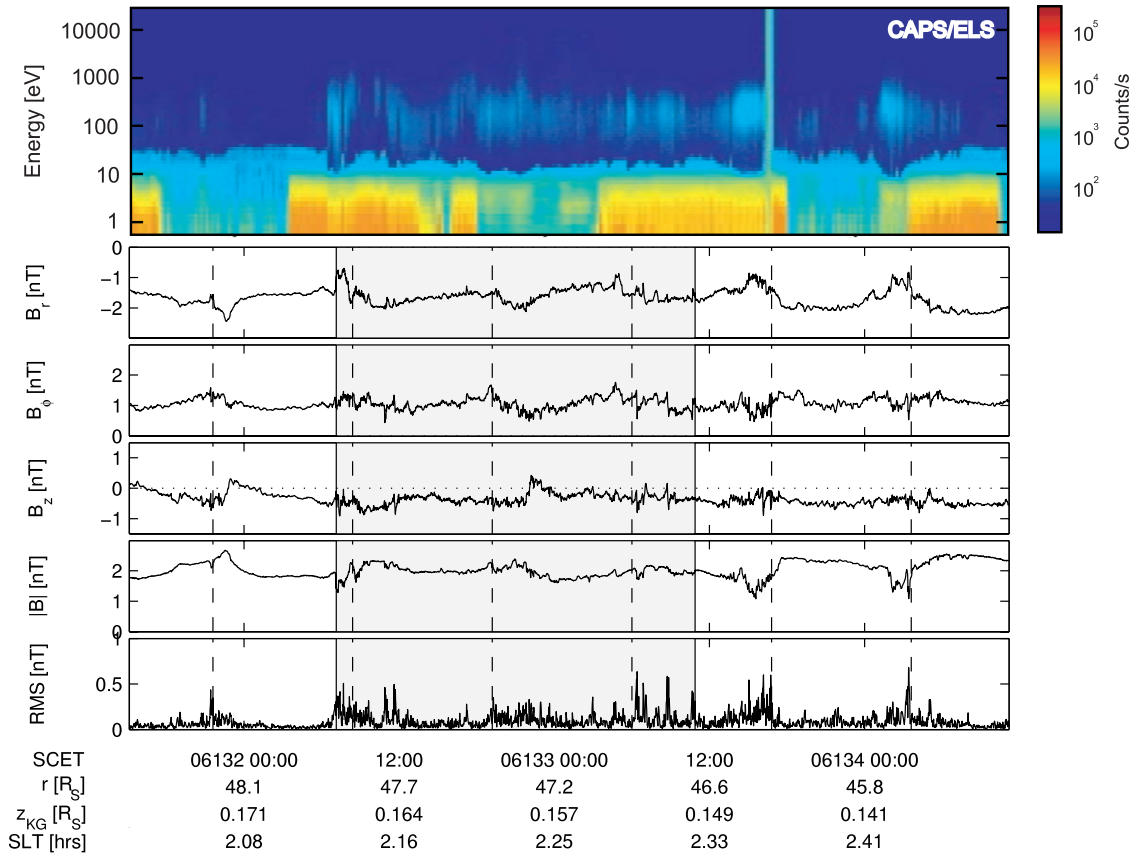 CAPS/ELS
Energy [eV]
10000
1000
100
10
1
10^5
10^4
10^3
10^2
Counts/s
B_r [nT]
0
−1
−2
B_ϕ [nT]
2
1
0
B_z [nT]
1
0
−1
|B| [nT]
2
1
0
RMS [nT]
1
0.5
0
SCET 06132 00:00 12:00 06133 00:00 12:00 06134 00:00
r [R_S] 48.1 47.7 47.2 46.6 45.8
z_KG [R_S] 0.171 0.164 0.157 0.149 0.141
SLT [hrs] 2.08 2.16 2.25 2.33 2.41